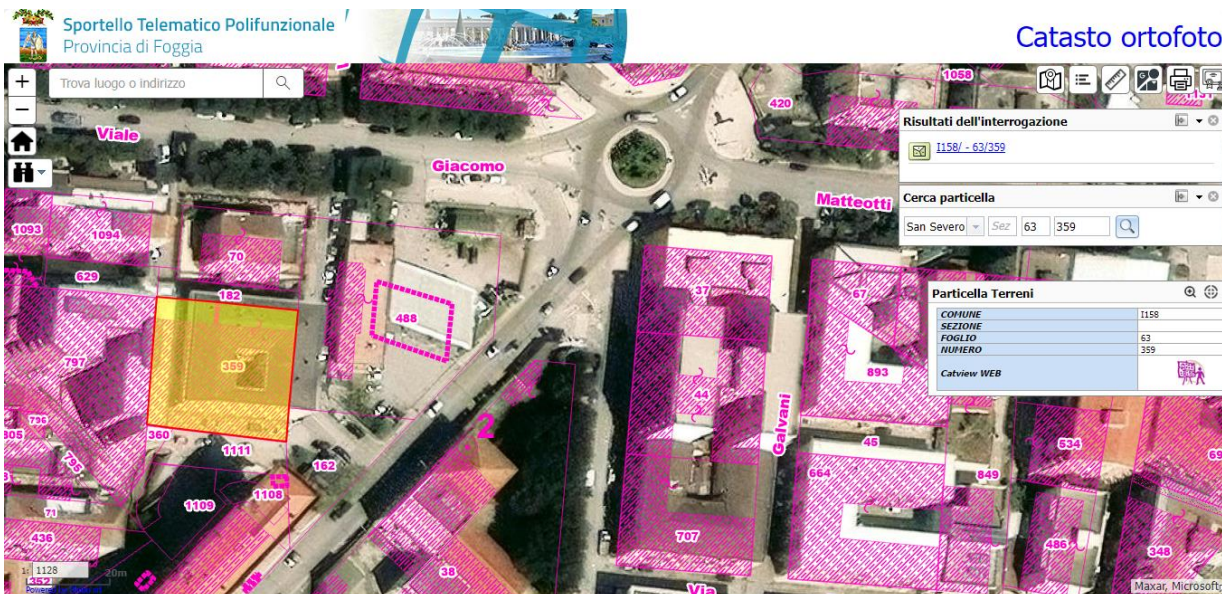 Sportello Telematico Polifunzionale
Provincia di Foggia
Catasto ortofoto
+
Trova luogo o indirizzo
−
1058
420
Risultati dell'interrogazione
I158/ - 63/359
Viale
Giacomo
Matteotti
Cerca particella
San Severo
Sez
63
359
1093
1094
70
629
182
37
67
488
797
359
Particella Terreni
COMUNE I158
SEZIONE
FOGLIO 63
NUMERO 359
Catview WEB
893
44
Galvani
796
360
1111
2
45
534
795
162
664
849
71
1109
1108
436
707
486
348
38
1: 1128
20m
352
Via
Maxar, Microsoft